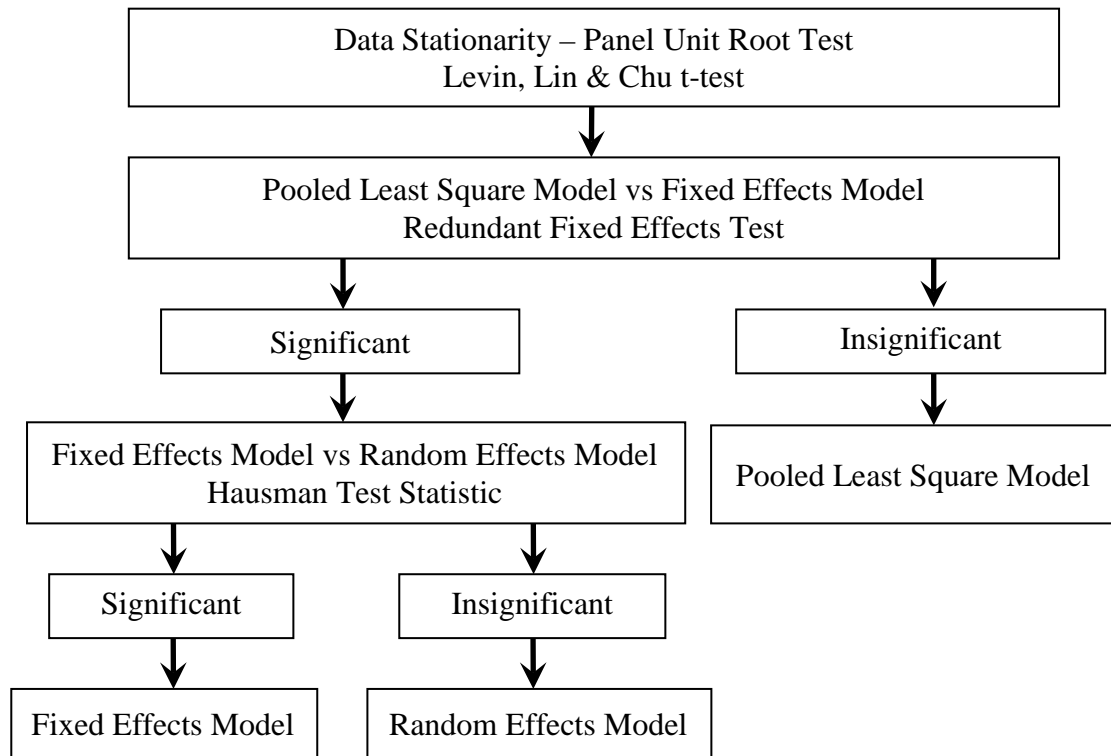 Data Stationarity – Panel Unit Root Test
Levin, Lin & Chu t-test
Pooled Least Square Model vs Fixed Effects Model
Redundant Fixed Effects Test
Significant
Insignificant
Fixed Effects Model vs Random Effects Model
Hausman Test Statistic
Pooled Least Square Model
Significant
Insignificant
Fixed Effects Model
Random Effects Model